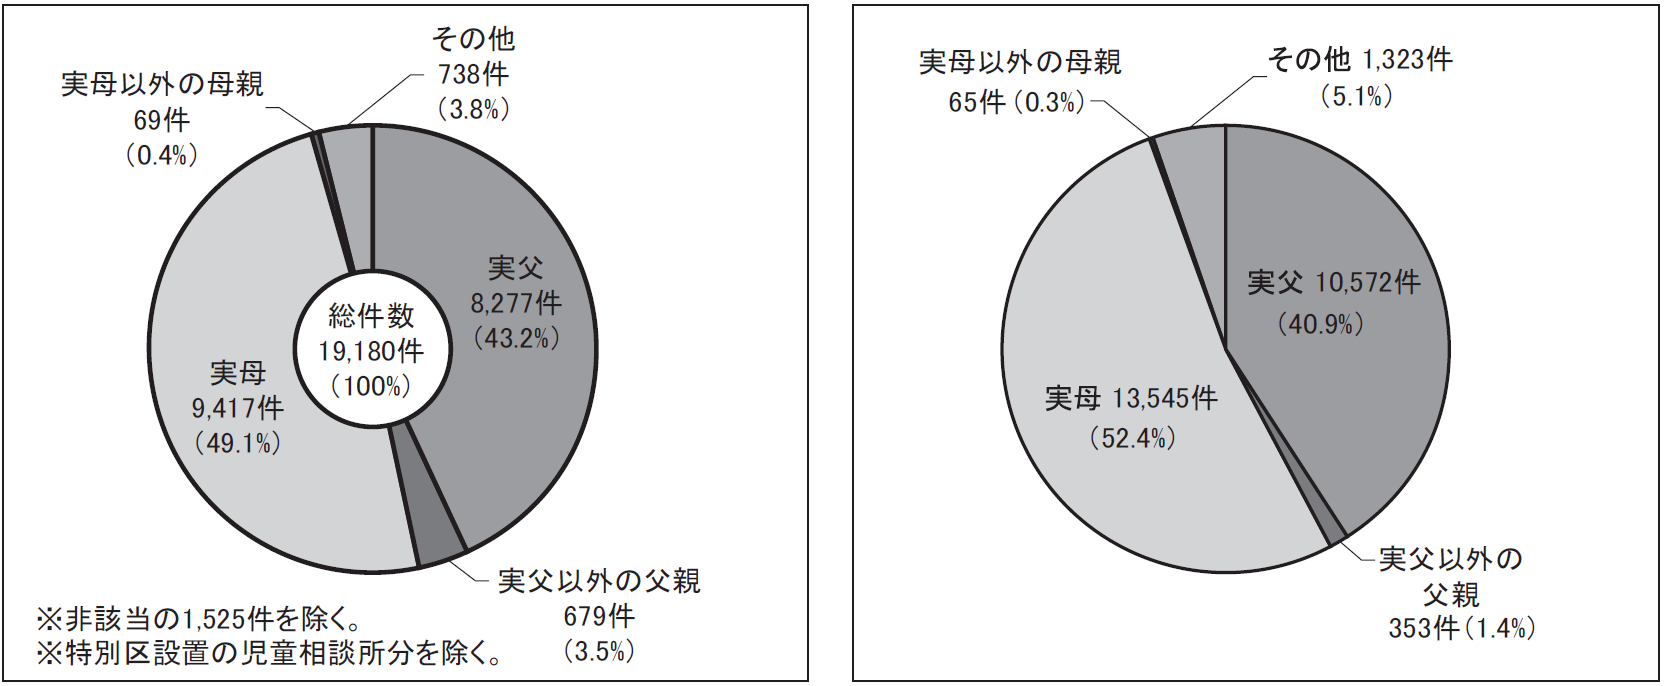 その他
738件
（3.8%）
実母以外の母親
69件
（0.4%）
実父
8,277件
（43.2%）
総件数
19,180件
（100%）
実母
9,417件
（49.1%）
実父以外の父親
679件
（3.5%）
※非該当の1,525件を除く。
※特別区設置の児童相談所分を除く。
実母以外の母親
65件（0.3%）
その他 1,323件
（5.1%）
実父 10,572件
（40.9%）
実母 13,545件
（52.4%）
実父以外の
父親
353件（1.4%）